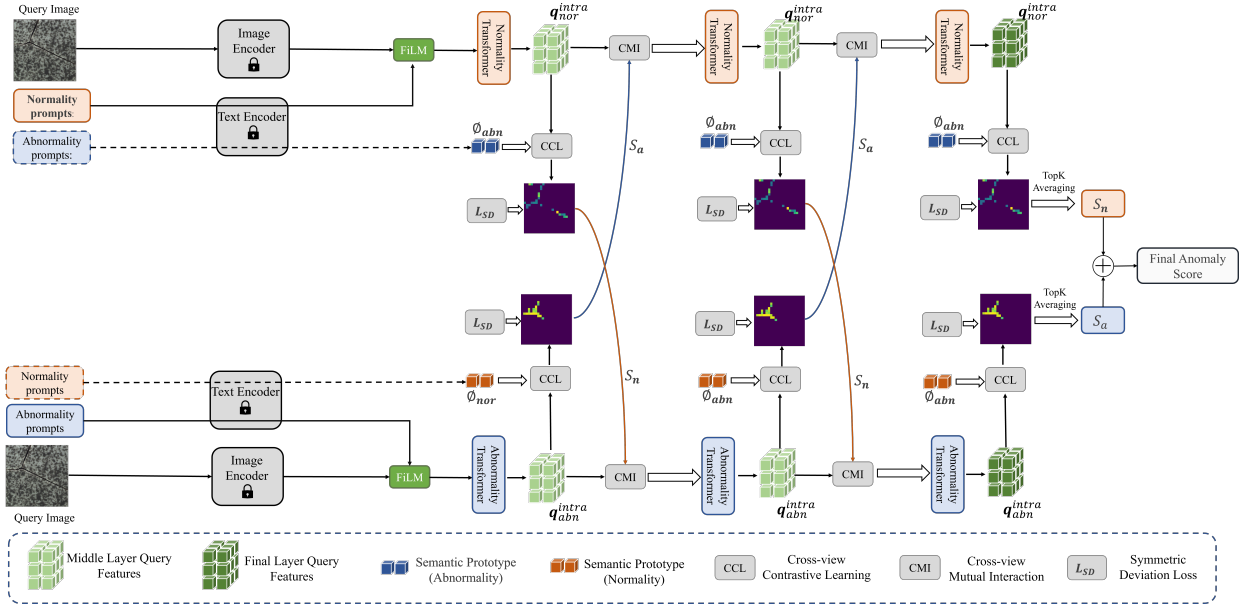 Query Image
Image
Encoder
FiLM
Normality
Transformer
q_nor^intra
CMI
Normality
Transformer
q_nor^intra
CMI
Normality
Transformer
q_nor^intra
Normality
prompts:
Text Encoder
Abnormality
prompts:
∅_abn
CCL
S_a
∅_abn
CCL
S_a
∅_abn
CCL
L_SD
L_SD
L_SD
TopK
Averaging
S_n
Final Anomaly
Score
L_SD
L_SD
L_SD
TopK
Averaging
S_a
Normality
prompts
Text Encoder
∅_nor
CCL
S_n
∅_abn
CCL
S_n
∅_abn
CCL
Abnormality
prompts
Image
Encoder
FiLM
Abnormality
Transformer
q_abn^intra
CMI
Abnormality
Transformer
q_abn^intra
CMI
Abnormality
Transformer
q_abn^intra
Query Image
Middle Layer Query
Features
Final Layer Query
Features
Semantic Prototype
(Abnormality)
Semantic Prototype
(Normality)
CCL
Cross-view
Contrastive Learning
CMI
Cross-view
Mutual Interaction
L_SD
Symmetric
Deviation Loss